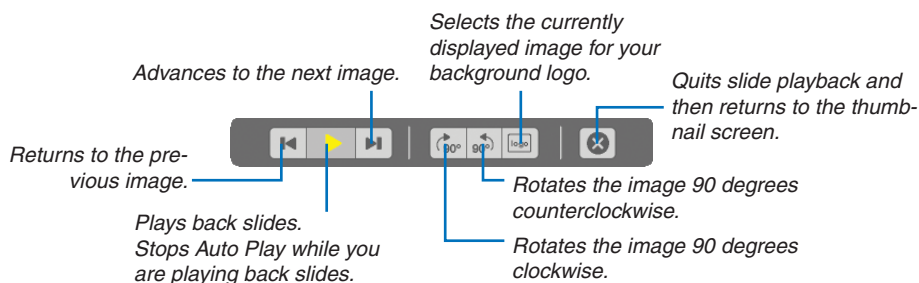 Selects the currently
displayed image for your
background logo.
Advances to the next image.
Quits slide playback and
then returns to the thumb-
nail screen.
90°
90°
logo
Returns to the pre-
vious image.
Plays back slides.
Stops Auto Play while you
are playing back slides.
Rotates the image 90 degrees
counterclockwise.
Rotates the image 90 degrees
clockwise.